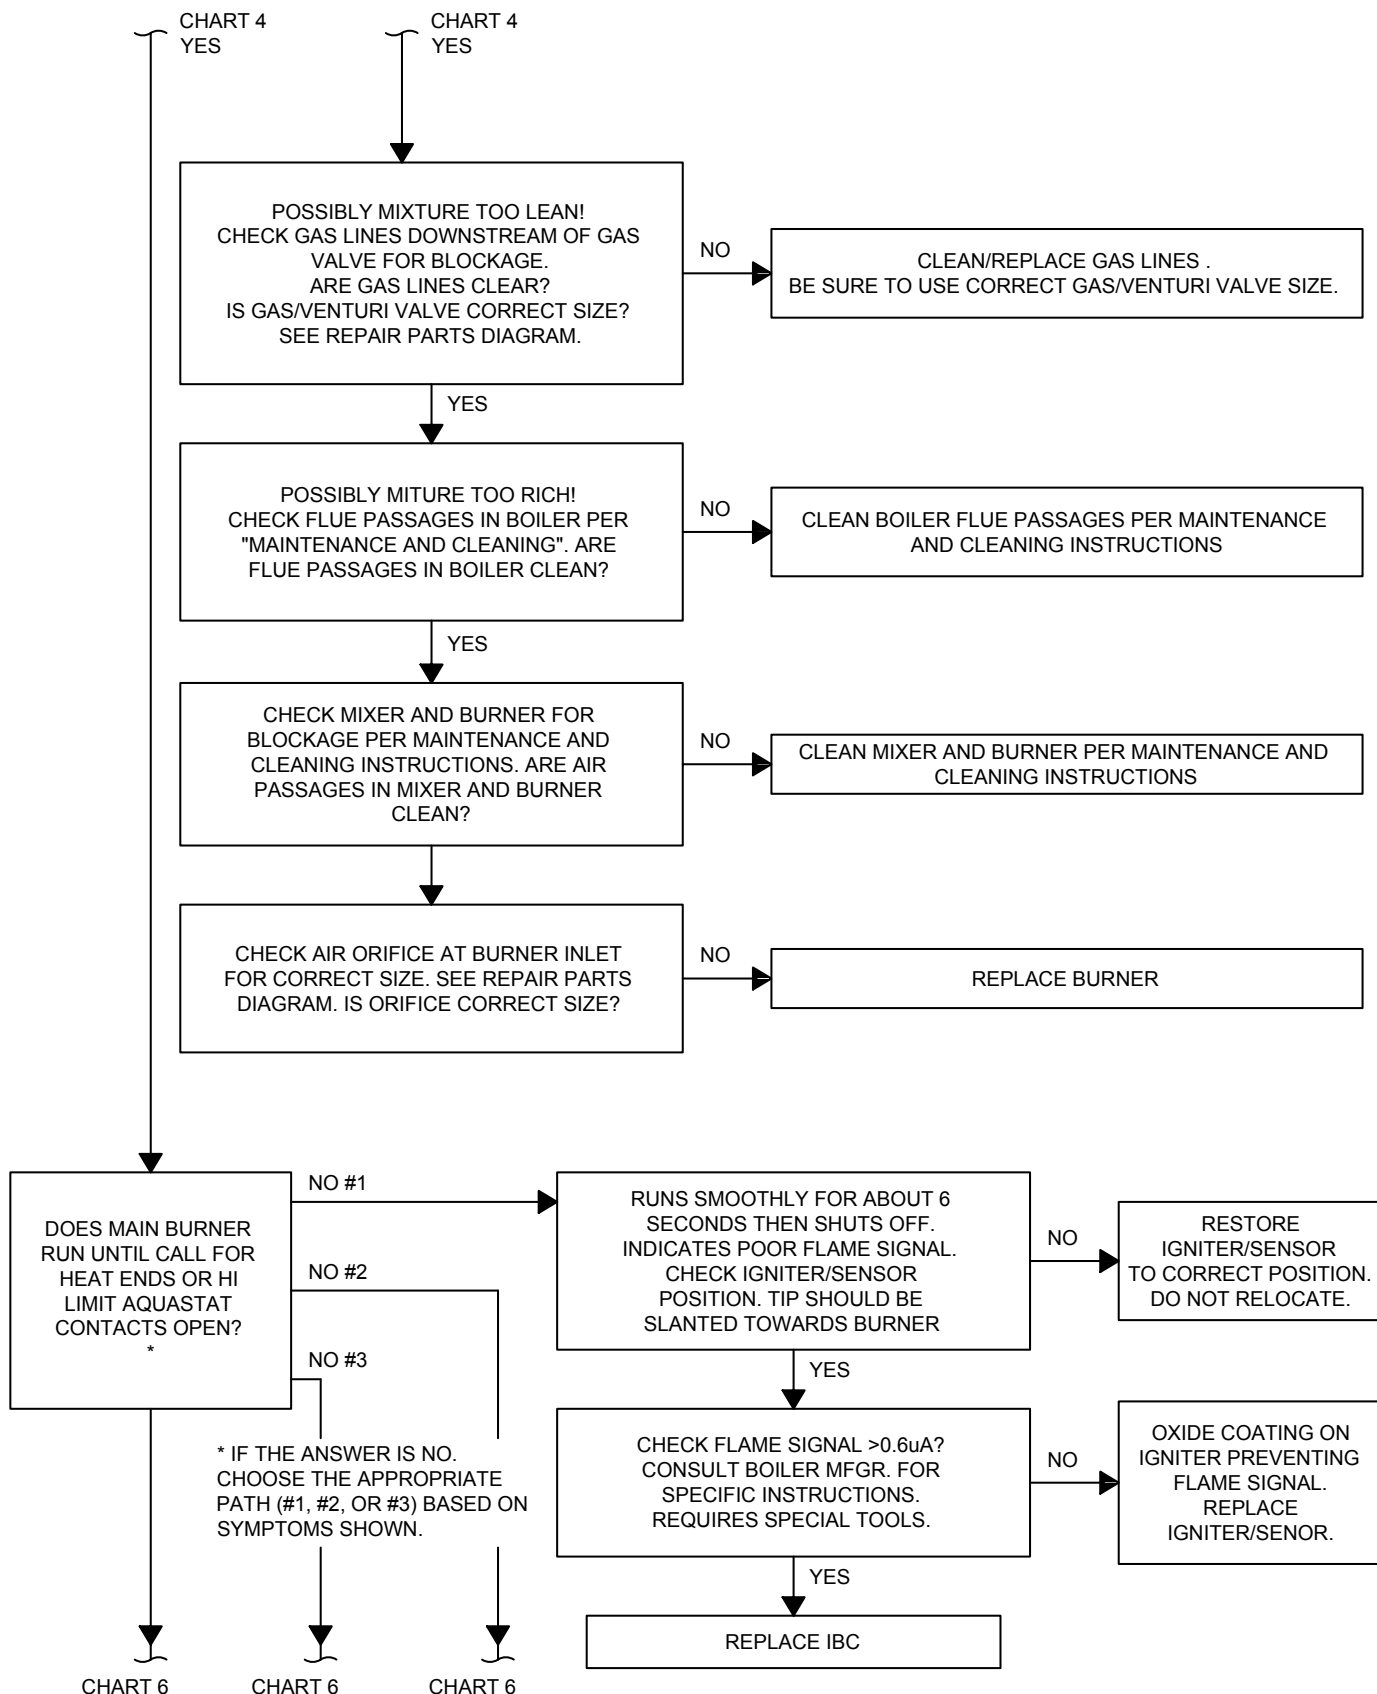 CHART 4
YES
CHART 4
YES
POSSIBLY MIXTURE TOO LEAN!
CHECK GAS LINES DOWNSTREAM OF GAS
VALVE FOR BLOCKAGE.
ARE GAS LINES CLEAR?
IS GAS/VENTURI VALVE CORRECT SIZE?
SEE REPAIR PARTS DIAGRAM.
NO
CLEAN/REPLACE GAS LINES .
BE SURE TO USE CORRECT GAS/VENTURI VALVE SIZE.
YES
POSSIBLY MITURE TOO RICH!
CHECK FLUE PASSAGES IN BOILER PER
"MAINTENANCE AND CLEANING". ARE
FLUE PASSAGES IN BOILER CLEAN?
NO
CLEAN BOILER FLUE PASSAGES PER MAINTENANCE
AND CLEANING INSTRUCTIONS
YES
CHECK MIXER AND BURNER FOR
BLOCKAGE PER MAINTENANCE AND
CLEANING INSTRUCTIONS. ARE AIR
PASSAGES IN MIXER AND BURNER
CLEAN?
NO
CLEAN MIXER AND BURNER PER MAINTENANCE AND
CLEANING INSTRUCTIONS
CHECK AIR ORIFICE AT BURNER INLET
FOR CORRECT SIZE. SEE REPAIR PARTS
DIAGRAM. IS ORIFICE CORRECT SIZE?
NO
REPLACE BURNER
DOES MAIN BURNER
RUN UNTIL CALL FOR
HEAT ENDS OR HI
LIMIT AQUASTAT
CONTACTS OPEN?
*
NO #1
NO #2
NO #3
RUNS SMOOTHLY FOR ABOUT 6
SECONDS THEN SHUTS OFF.
INDICATES POOR FLAME SIGNAL.
CHECK IGNITER/SENSOR
POSITION. TIP SHOULD BE
SLANTED TOWARDS BURNER
NO
RESTORE
IGNITER/SENSOR
TO CORRECT POSITION.
DO NOT RELOCATE.
YES
* IF THE ANSWER IS NO.
CHOOSE THE APPROPRIATE
PATH (#1, #2, OR #3) BASED ON
SYMPTOMS SHOWN.
CHECK FLAME SIGNAL >0.6uA?
CONSULT BOILER MFGR. FOR
SPECIFIC INSTRUCTIONS.
REQUIRES SPECIAL TOOLS.
NO
OXIDE COATING ON
IGNITER PREVENTING
FLAME SIGNAL.
REPLACE
IGNITER/SENOR.
YES
REPLACE IBC
CHART 6
CHART 6
CHART 6